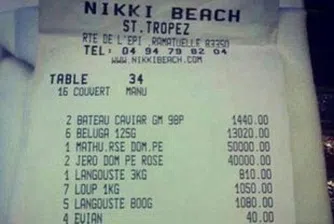 NIKKI BEACH
ST.TROPEZ
RTE DE L'EPI .RAMATUELLE 83350
TEL: 04 94 79 82 04
WWW.NIKKIBEACH.COM
TABLE 34
16 COUVERT MANU
2 BATEAU CAVIAR GM 98P 1440.00
6 BELUGA 125G 13020.00
1 MATHU.RSE DOM.PE 50000.00
2 JERO DOM PE ROSE 40000.00
1 LANGOUSTE 3KG 810.00
7 LOUP 1KG 1050.00
5 LANGOUSTE 800G 1080.00
4 EVIAN 40.00